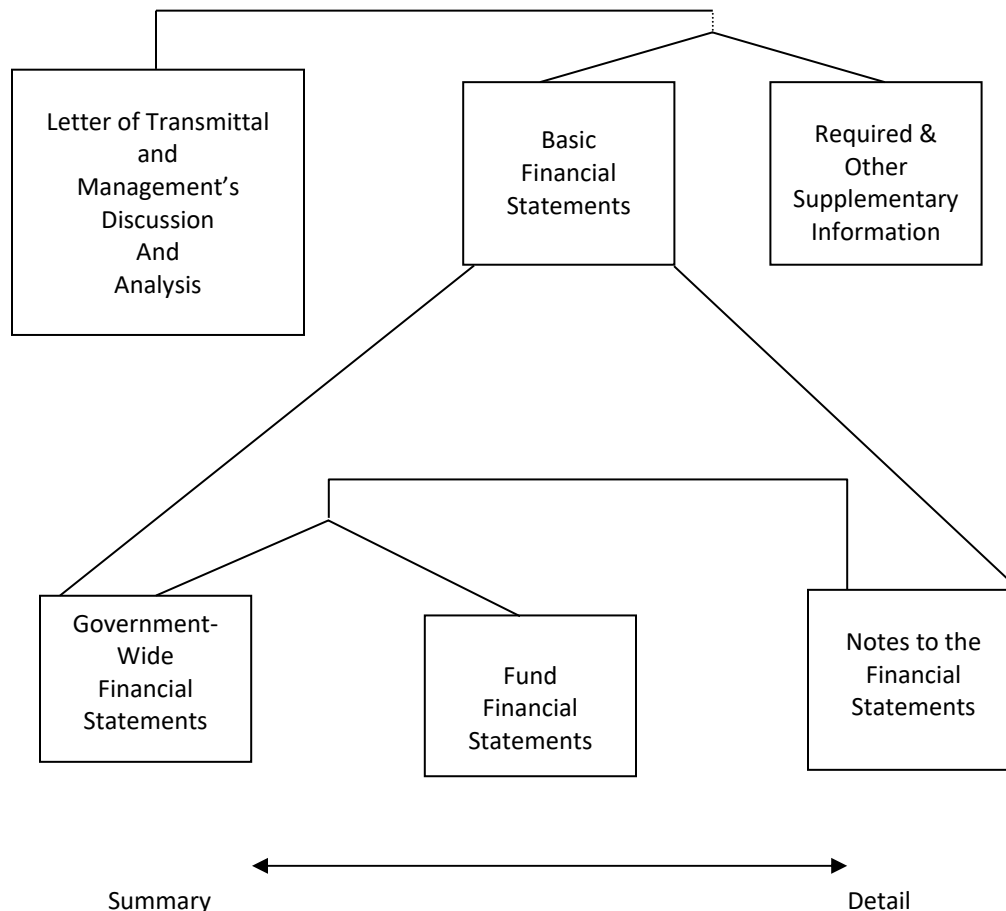 Letter of Transmittal
and
Management’s
Discussion
And
Analysis
Basic
Financial
Statements
Required &
Other
Supplementary
Information
Government-
Wide
Financial
Statements
Fund
Financial
Statements
Notes to the
Financial
Statements
Summary
Detail